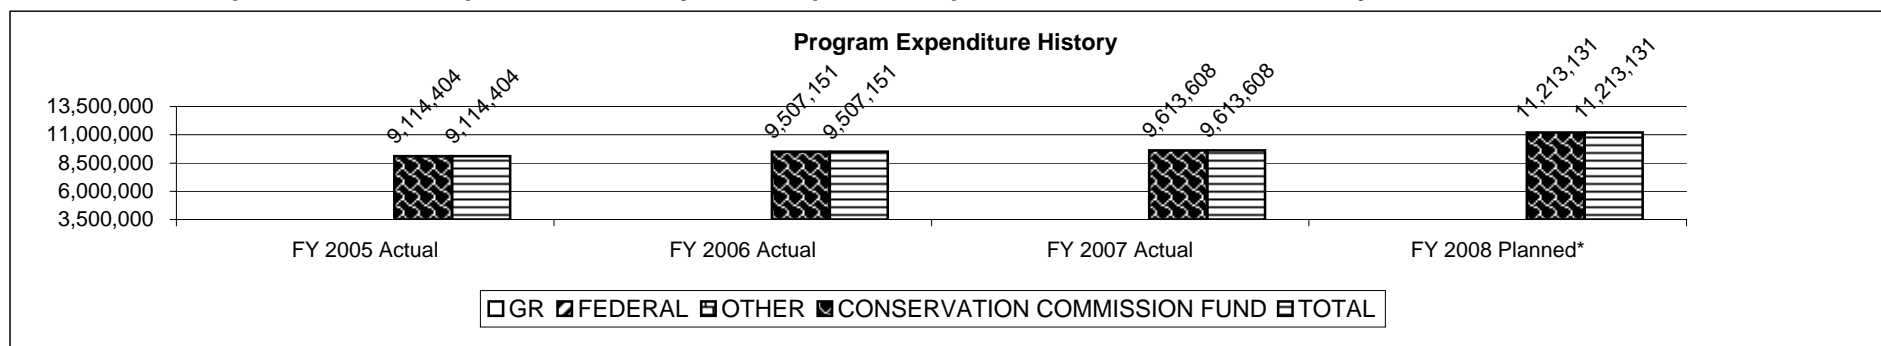 Program Expenditure History
9,114,404
9,114,404
9,507,151
9,507,151
9,613,608
9,613,608
11,213,131
11,213,131
13,500,000
11,000,000
8,500,000
6,000,000
3,500,000
FY 2005 Actual
FY 2006 Actual
FY 2007 Actual
FY 2008 Planned*
GR FEDERAL OTHER CONSERVATION COMMISSION FUND TOTAL